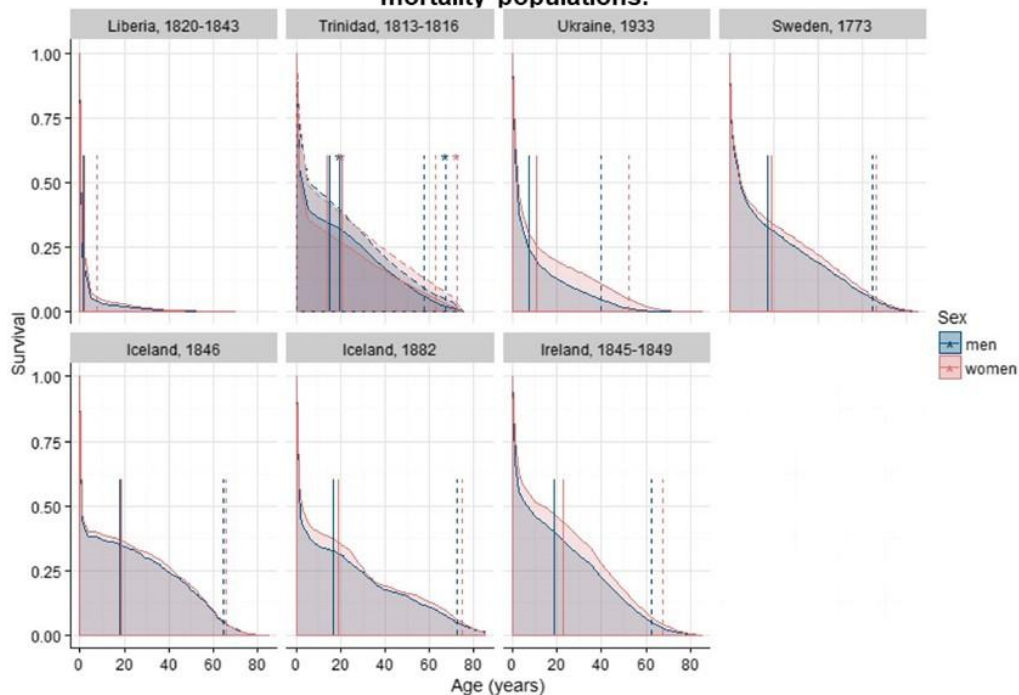 mortality populations.
Liberia, 1820-1843
Trinidad, 1813-1816
Ukraine, 1933
Sweden, 1773
1.00
0.75
0.50
0.25
0.00
Iceland, 1846
Iceland, 1882
Ireland, 1845-1849
1.00
0.75
0.50
0.25
0.00
0 20 40 60 80
0 20 40 60 80
0 20 40 60 80
Survival
Age (years)
Sex
men
women